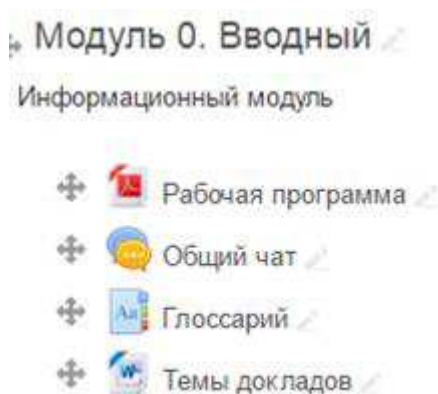 Модуль 0. Вводный
Информационный модуль
Рабочая программа
Общий чат
Глоссарий
Темы докладов